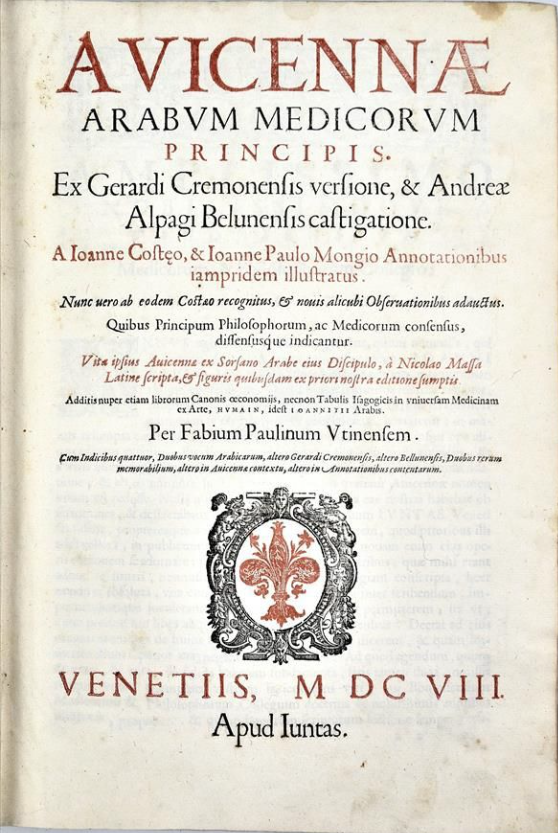 AVICENNÆ
ARABVM MEDICORVM
PRINCIPIS.
Ex Gerardi Cremonenſis verſione, & Andreæ
Alpagi Belunenſis caſtigatione.
A Ioanne Coſtęo, & Ioanne Paulo Mongio Annotationibus
iampridem illuſtratus.
Nunc uero ab eodem Coſtæo recognitus, & nouis alicubi Obſeruationibus adauctus.
Quibus Principum Philoſophorum, ac Medicorum conſenſus,
diſſenſusque indicantur.
Vita ipſius Auicennæ ex Sorſano Arabe eius Diſcipulo, à Nicolao Maſſa
Latine ſcripta, & figuris quibuſdam ex priori noſtra editione ſumptis.
Additis nuper etiam librorum Canonis œconomijs, necnon Tabulis Iſagogicis in vniuerſam Medicinam
ex Arte, HVMAIN, ideſt IOANNITII Arabis.
Per Fabium Paulinum Vtinenſem.
Cum Indicibus quattuor, Duobus vocum Arabicarum, altero Gerardi Cremonenſis, altero Bellunenſis, Duobus rerum
memorabilium, altero in Auicennæ contextu, altero in Annotationibus contentarum.
VENETIIS, M DC VIII.
Apud Iuntas.